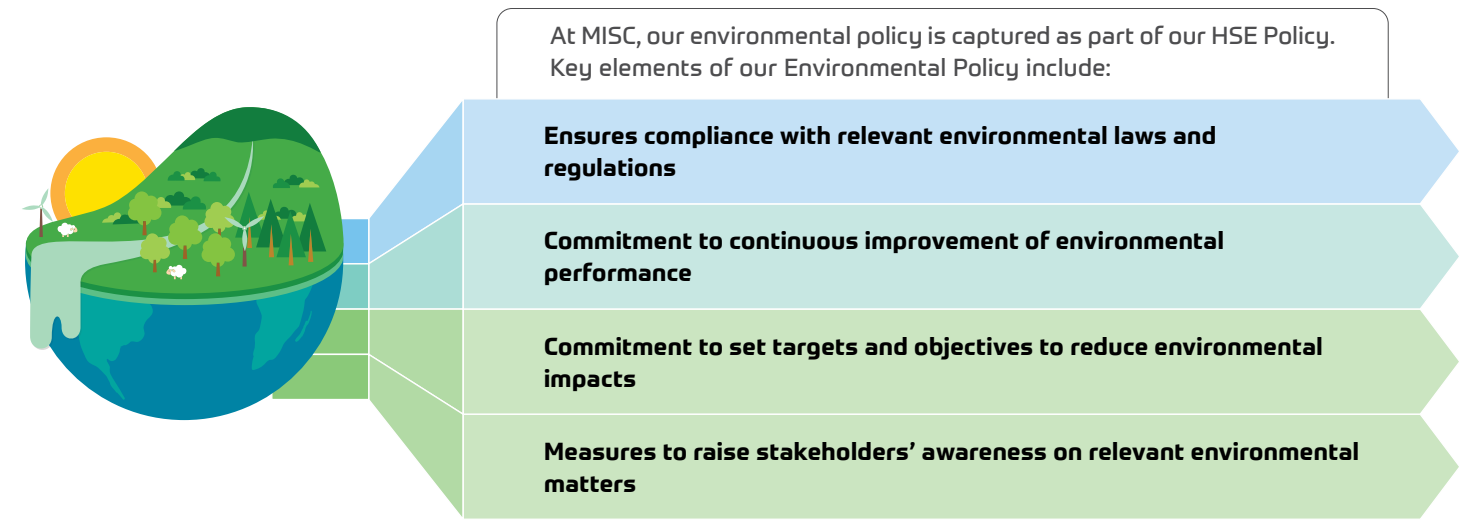 At MISC, our environmental policy is captured as part of our HSE Policy.
Key elements of our Environmental Policy include:
Ensures compliance with relevant environmental laws and
regulations
Commitment to continuous improvement of environmental
performance
Commitment to set targets and objectives to reduce environmental
impacts
Measures to raise stakeholders’ awareness on relevant environmental
matters